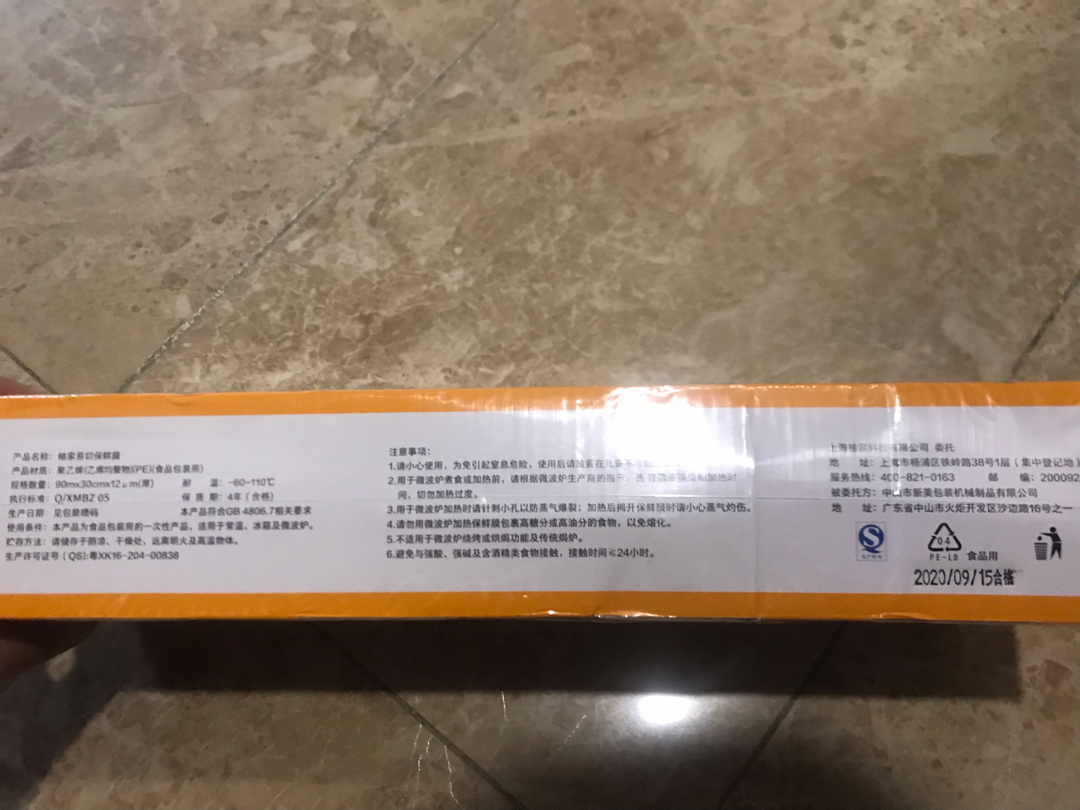 产品名称：柚家易切保鲜膜
产品材质：聚乙烯(乙烯均聚物)(PE)(食品包装用)
规格数量：90mx30cmx12μm(厚) 耐 温：-60-110℃
执行标准：Q/XMBZ 05 保 质 期：4年（合格）
生产日期：见包装喷码 本产品符合GB 4806.7相关要求
使用条件：本产品为食品包装用的一次性产品，适用于常温、冰箱及微波炉。
贮存方法：请储存于阴凉、干燥处、远离明火及高温物体。
生产许可证号（QS):粤XK16-204-00838
注意事项：
1.请小心使用，为免引起窒息危险，使用后请放置在儿童不
2.用于微波炉煮食或加热前，请根据微波炉生产商的指示，选择微波强度和加热时
间，切勿加热过度。
3.用于微波炉加热时请针刺小孔以防蒸气爆裂；加热后揭开保鲜膜时请小心蒸气灼伤。
4.请勿用微波炉加热保鲜膜包裹高糖分或高油分的食物，以免熔化。
5.不适用于微波炉烧烤或烘焗功能及传统焗炉。
6.避免与强酸、强碱及含酒精类食物接触，接触时间≤24小时。
上海柚家科技有限公司 委托
地 址：上海市杨浦区铁岭路38号1层（集中登记地）
服务热线：400-821-0163 邮 编：200092
被委托方：中山市新美包装机械制品有限公司
地 址：广东省中山市火炬开发区沙边路16号之一
04
PE-LD 食品用
2020/09/15合格